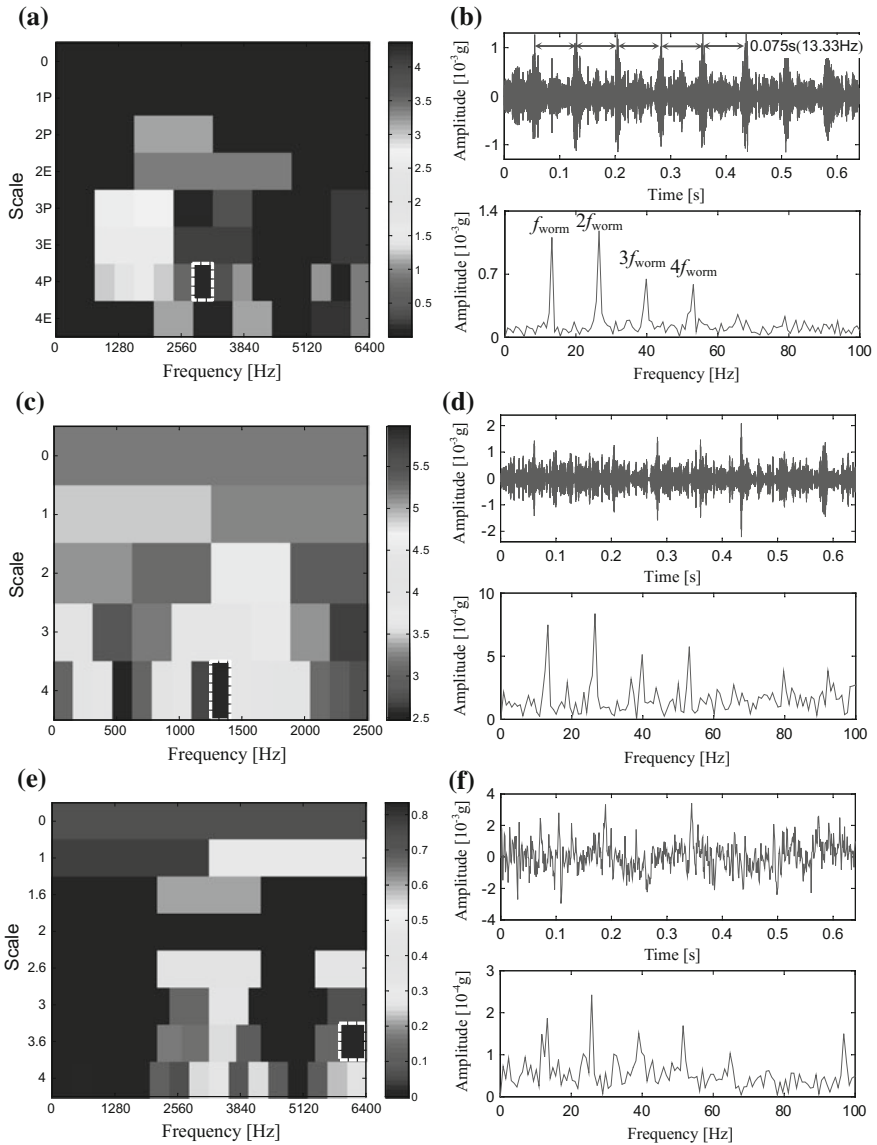 (a)
Scale
0
1P
2P
2E
3P
3E
4P
4E
0 1280 2560 3840 5120 6400
Frequency [Hz]
4
3.5
3
2.5
2
1.5
1
0.5
(b)
Amplitude [10-3g]
1
0
-1
0.075s(13.33Hz)
0 0.1 0.2 0.3 0.4 0.5 0.6
Time [s]
Amplitude [10-3g]
1.4
0.7
0
fworm 2fworm
3fworm 4fworm
0 20 40 60 80 100
Frequency [Hz]
(c)
Scale
0
1
2
3
4
0 500 1000 1500 2000 2500
Frequency [Hz]
5.5
5
4.5
4
3.5
3
2.5
(d)
Amplitude [10-3g]
2
1
0
-1
-2
0 0.1 0.2 0.3 0.4 0.5 0.6
Time [s]
Amplitude [10-4g]
10
5
0
0 20 40 60 80 100
Frequency [Hz]
(e)
Scale
0
1
1.6
2
2.6
3
3.6
4
0 1280 2560 3840 5120 6400
Frequency [Hz]
0.8
0.7
0.6
0.5
0.4
0.3
0.2
0.1
0
(f)
Amplitude [10-3g]
4
2
0
-2
-4
0 0.1 0.2 0.3 0.4 0.5 0.6
Time [s]
Amplitude [10-4g]
3
2
1
0
0 20 40 60 80 100
Frequency [Hz]